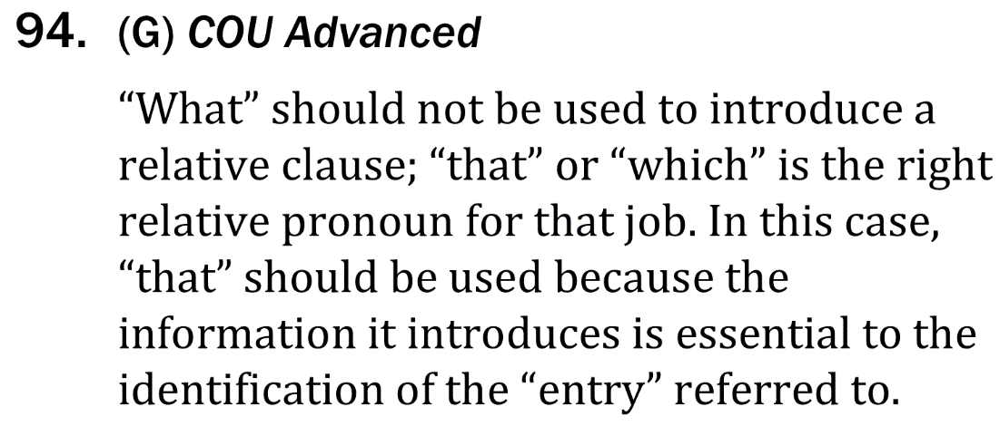 94. (G) COU Advanced
“What” should not be used to introduce a
relative clause; “that” or “which” is the right
relative pronoun for that job. In this case,
“that” should be used because the
information it introduces is essential to the
identification of the “entry” referred to.